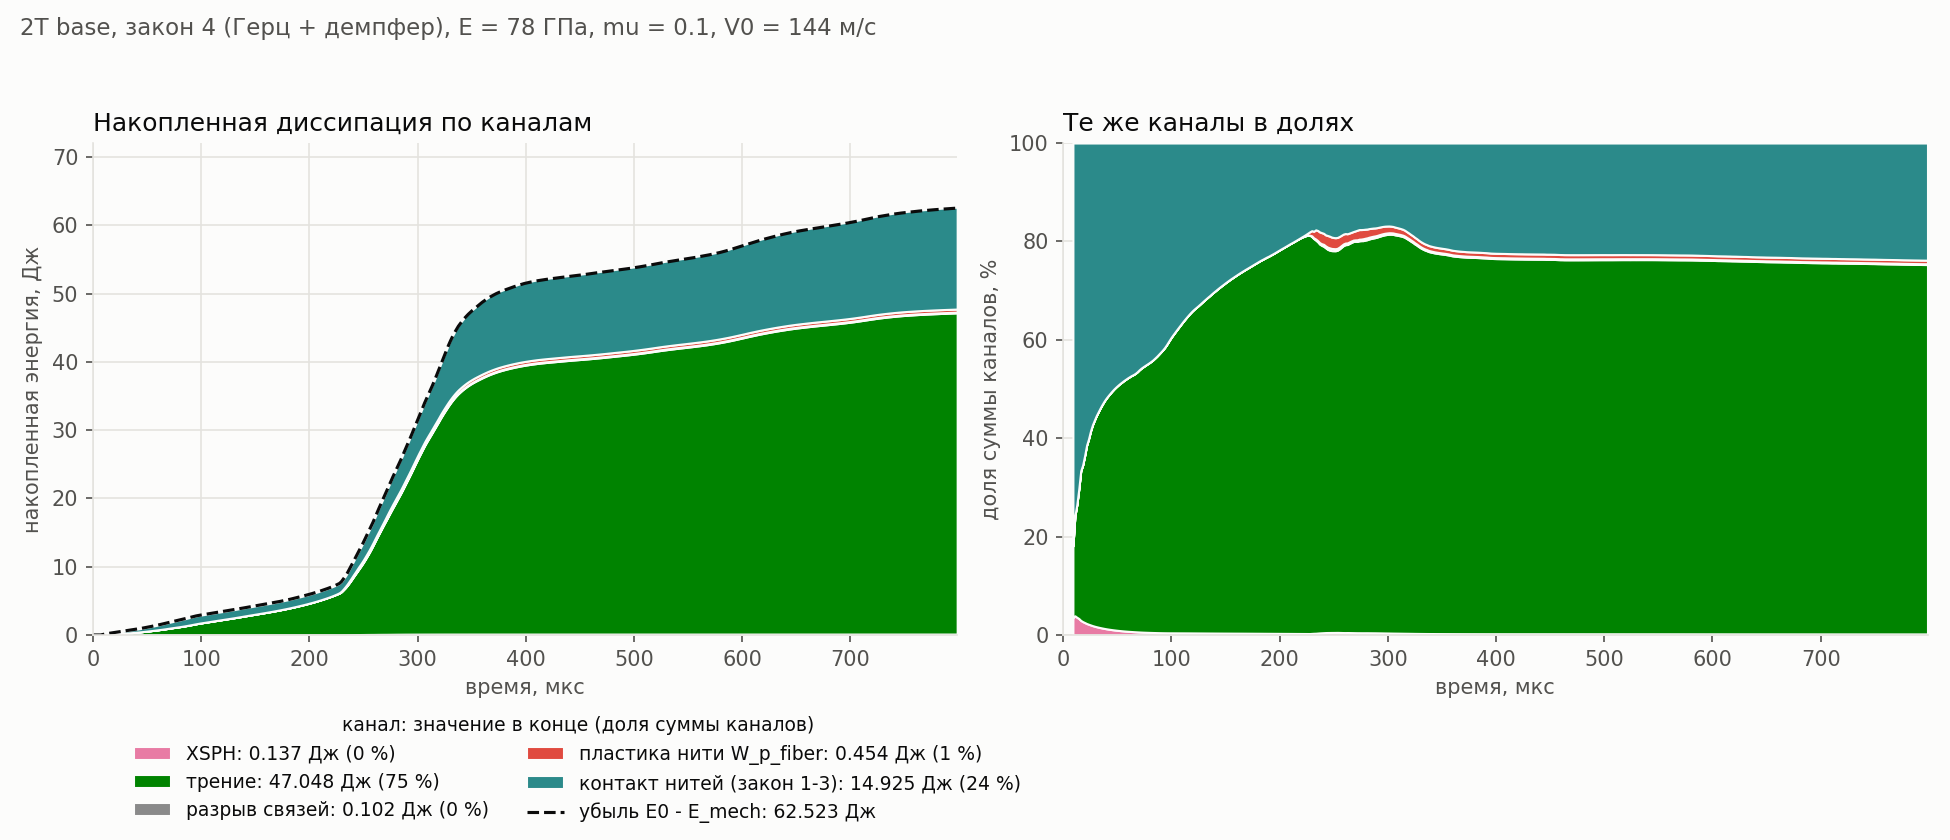 2T base, закон 4 (Герц + демпфер), E = 78 ГПа, mu = 0.1, V0 = 144 м/с
Накопленная диссипация по каналам
накопленная энергия, Дж
70
60
50
40
30
20
10
0
0 100 200 300 400 500 600 700
время, мкс
Те же каналы в долях
доля суммы каналов, %
100
80
60
40
20
0
0 100 200 300 400 500 600 700
время, мкс
канал: значение в конце (доля суммы каналов)
XSPH: 0.137 Дж (0 %)
трение: 47.048 Дж (75 %)
разрыв связей: 0.102 Дж (0 %)
пластика нити W_p_fiber: 0.454 Дж (1 %)
контакт нитей (закон 1-3): 14.925 Дж (24 %)
убыль E0 - E_mech: 62.523 Дж